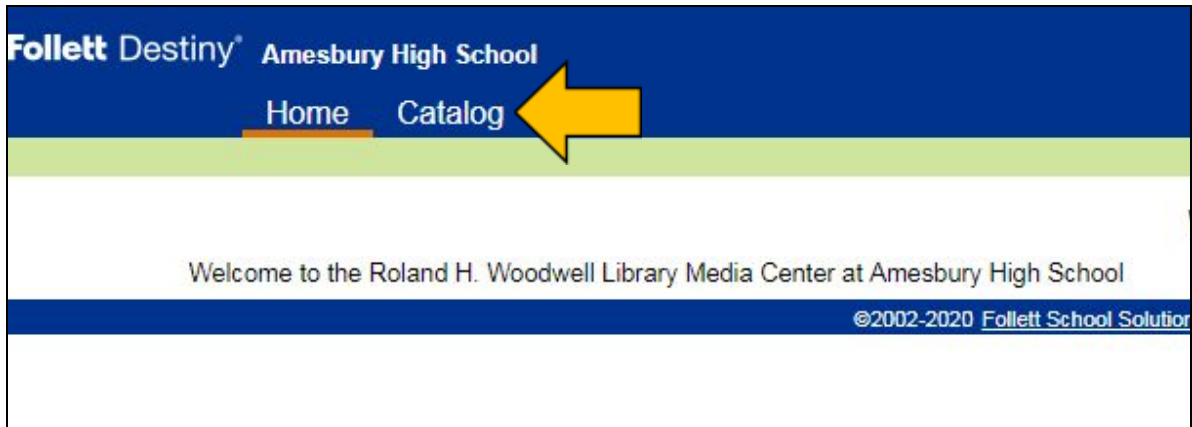 Follett Destiny® Amesbury High School
Home Catalog
Welcome to the Roland H. Woodwell Library Media Center at Amesbury High School
©2002-2020 Follett School Solution